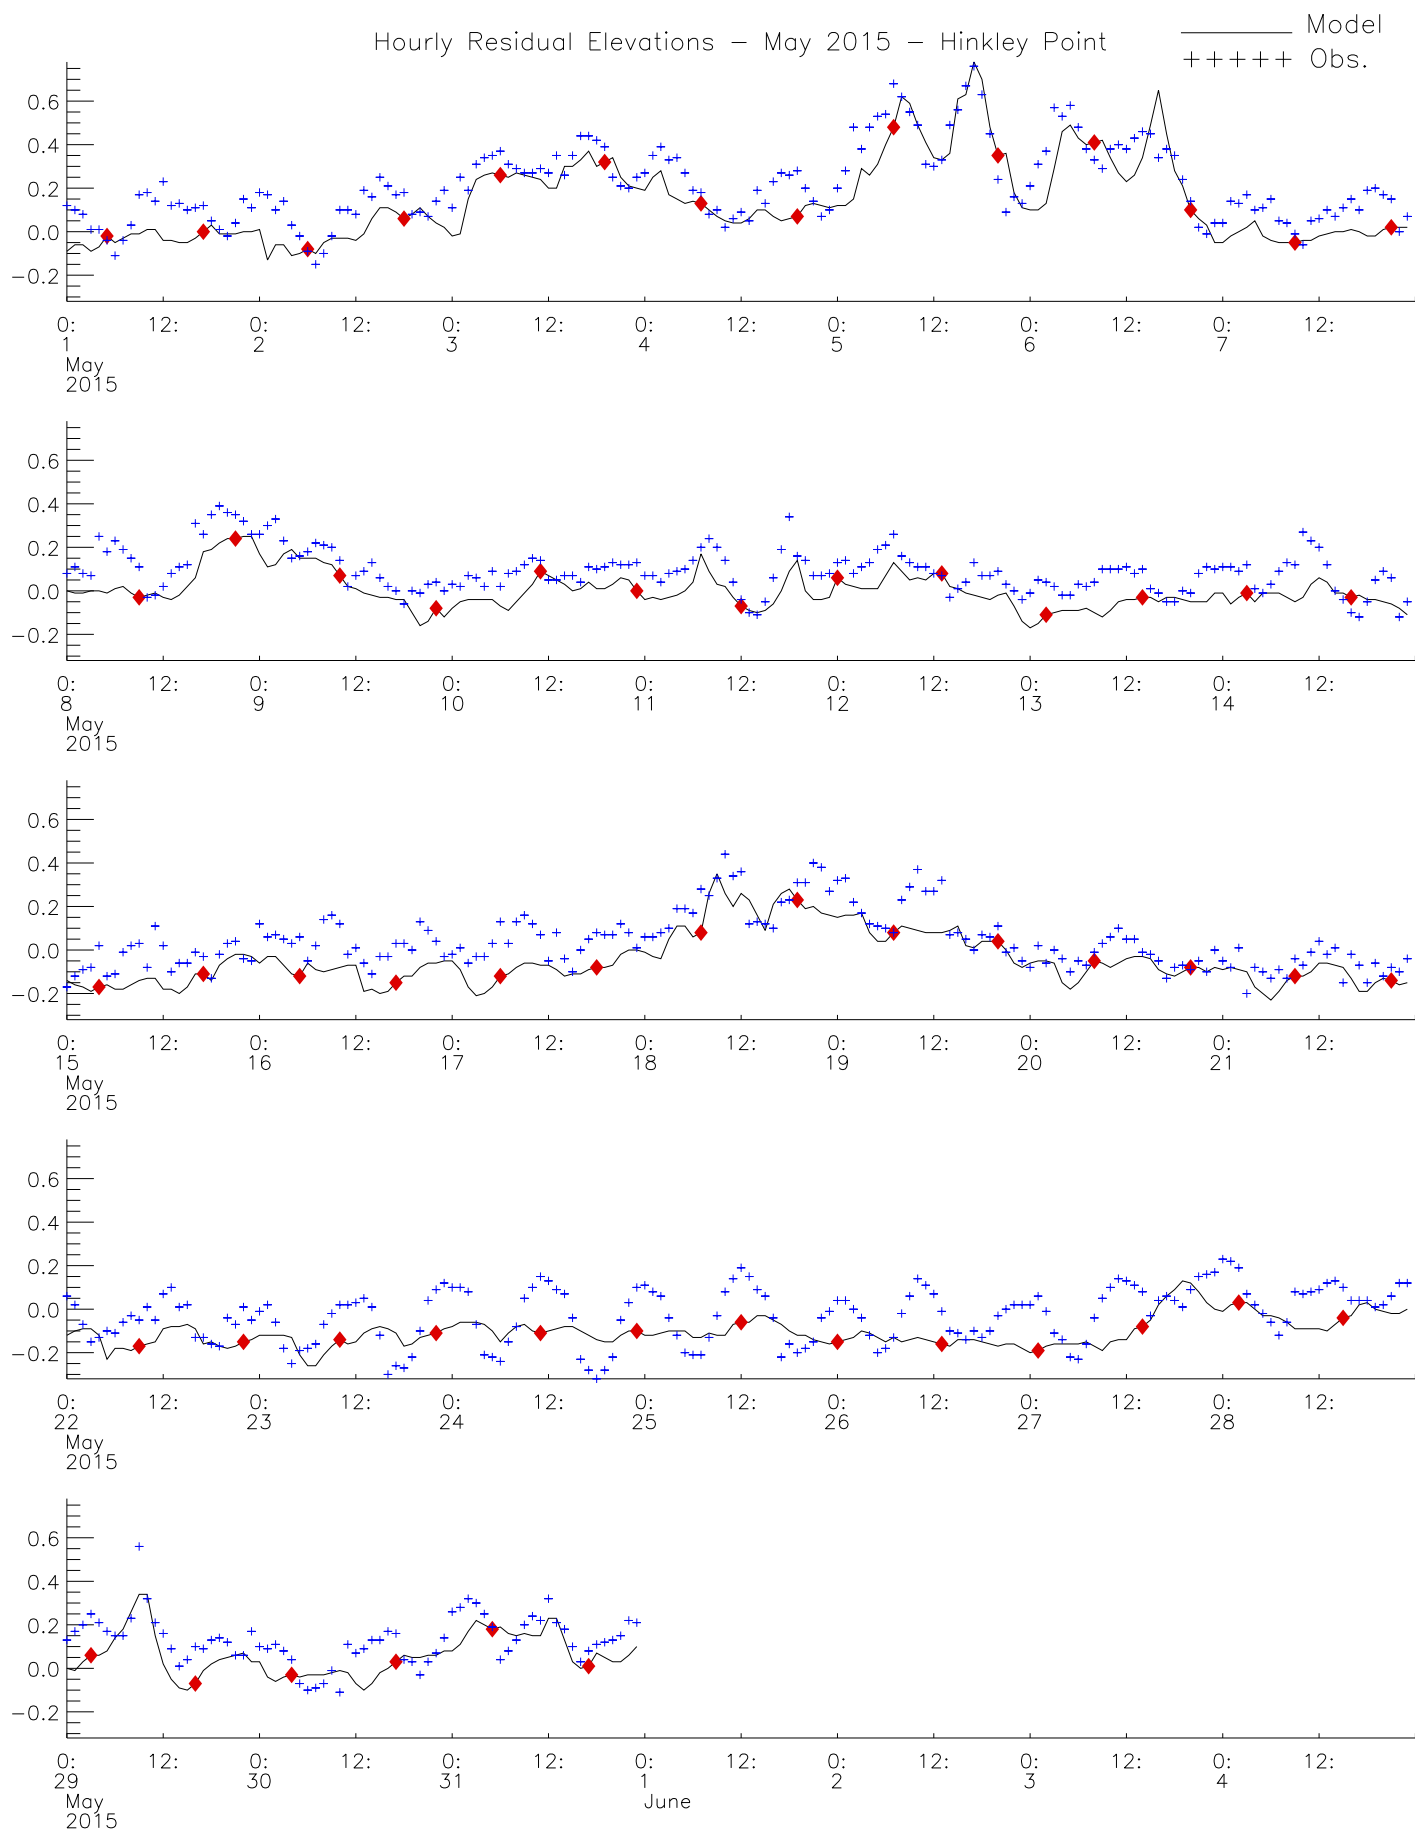 Hourly Residual Elevations – May 2015 – Hinkley Point
Model
+++++ Obs.
0.6
0.4
0.2
0.0
−0.2
0: 12: 0: 12: 0: 12: 0: 12: 0: 12: 0: 12: 0: 12:
1 2 3 4 5 6 7
May
2015
0.6
0.4
0.2
0.0
−0.2
0: 12: 0: 12: 0: 12: 0: 12: 0: 12: 0: 12: 0: 12:
8 9 10 11 12 13 14
May
2015
0.6
0.4
0.2
0.0
−0.2
0: 12: 0: 12: 0: 12: 0: 12: 0: 12: 0: 12: 0: 12:
15 16 17 18 19 20 21
May
2015
0.6
0.4
0.2
0.0
−0.2
0: 12: 0: 12: 0: 12: 0: 12: 0: 12: 0: 12: 0: 12:
22 23 24 25 26 27 28
May
2015
0.6
0.4
0.2
0.0
−0.2
0: 12: 0: 12: 0: 12: 0: 12: 0: 12: 0: 12: 0: 12:
29 30 31 1 2 3 4
May June
2015